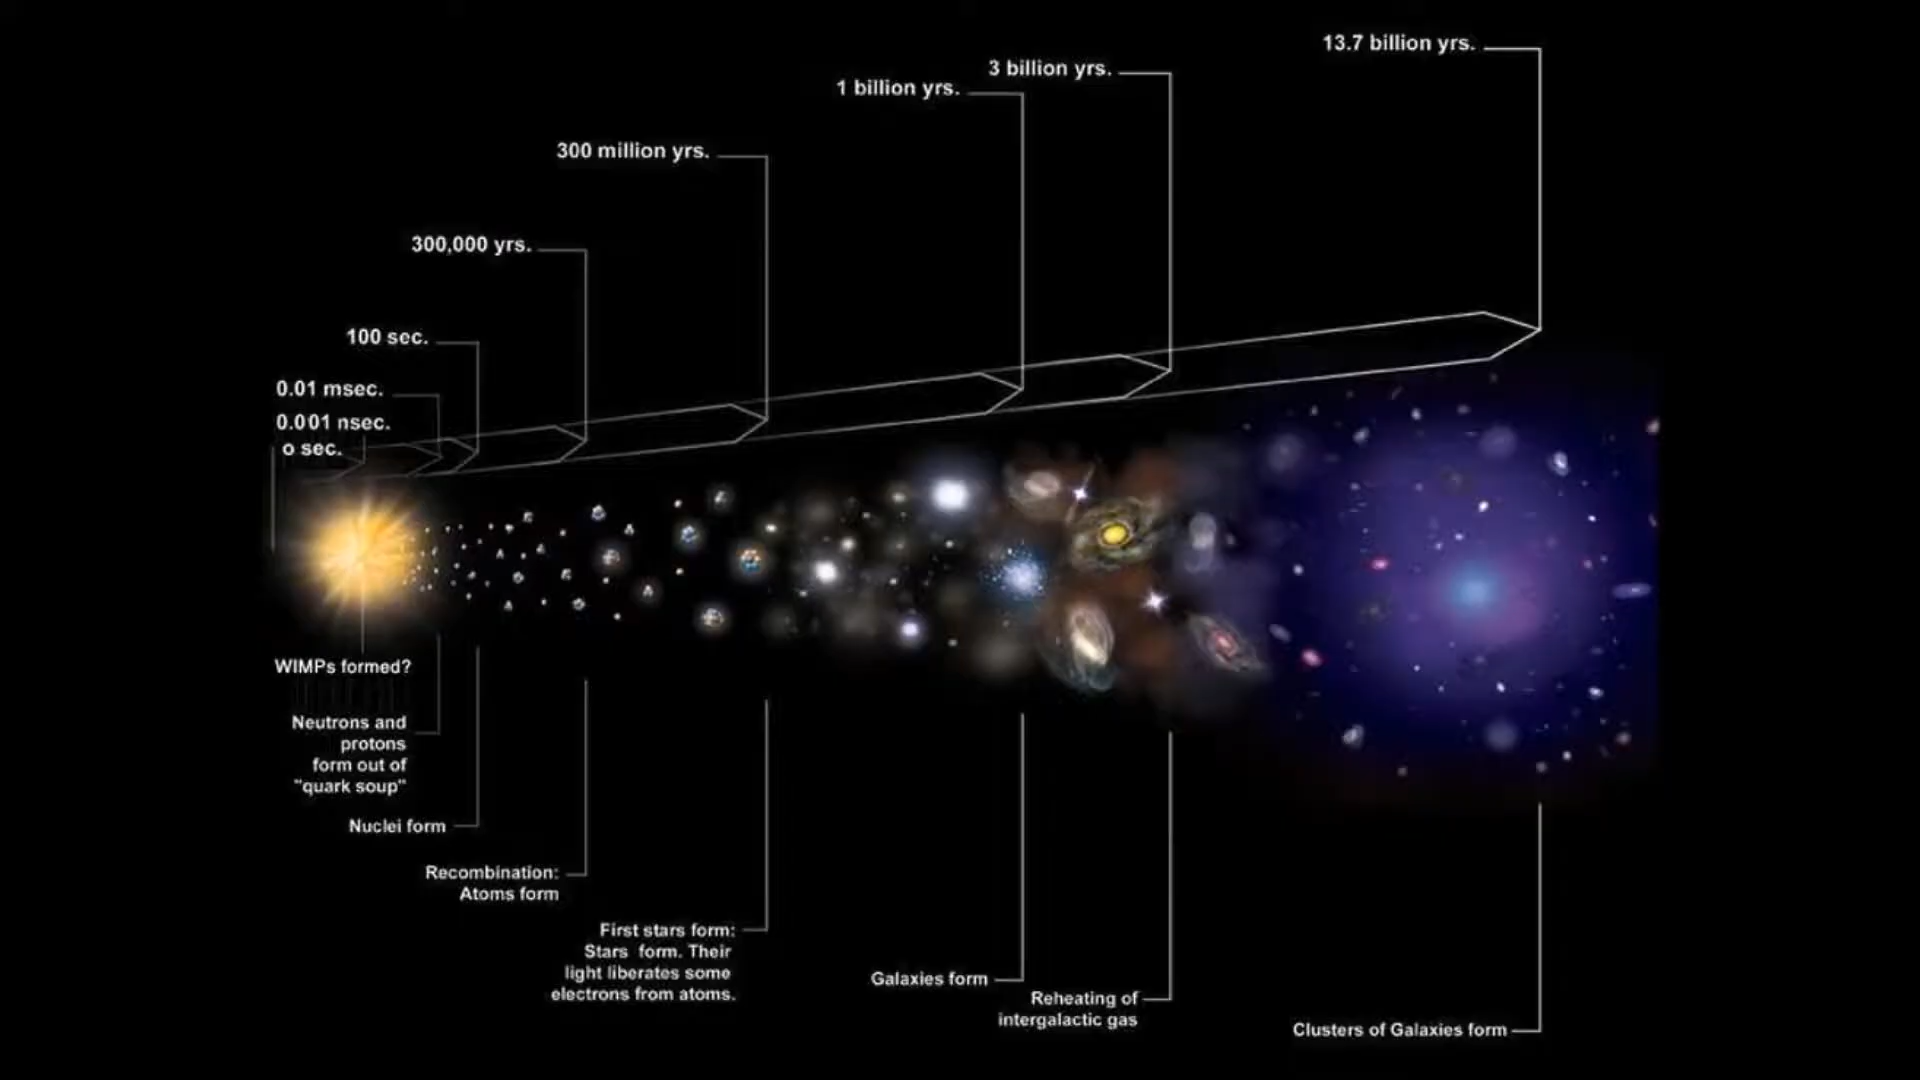 13.7 billion yrs.
3 billion yrs.
1 billion yrs.
300 million yrs.
300,000 yrs.
100 sec.
0.01 msec.
0.001 nsec.
o sec.
WIMPs formed?
Neutrons and
protons
form out of
"quark soup"
Nuclei form
Recombination:
Atoms form
First stars form:
Stars form. Their
light liberates some
electrons from atoms.
Galaxies form
Reheating of
intergalactic gas
Clusters of Galaxies form